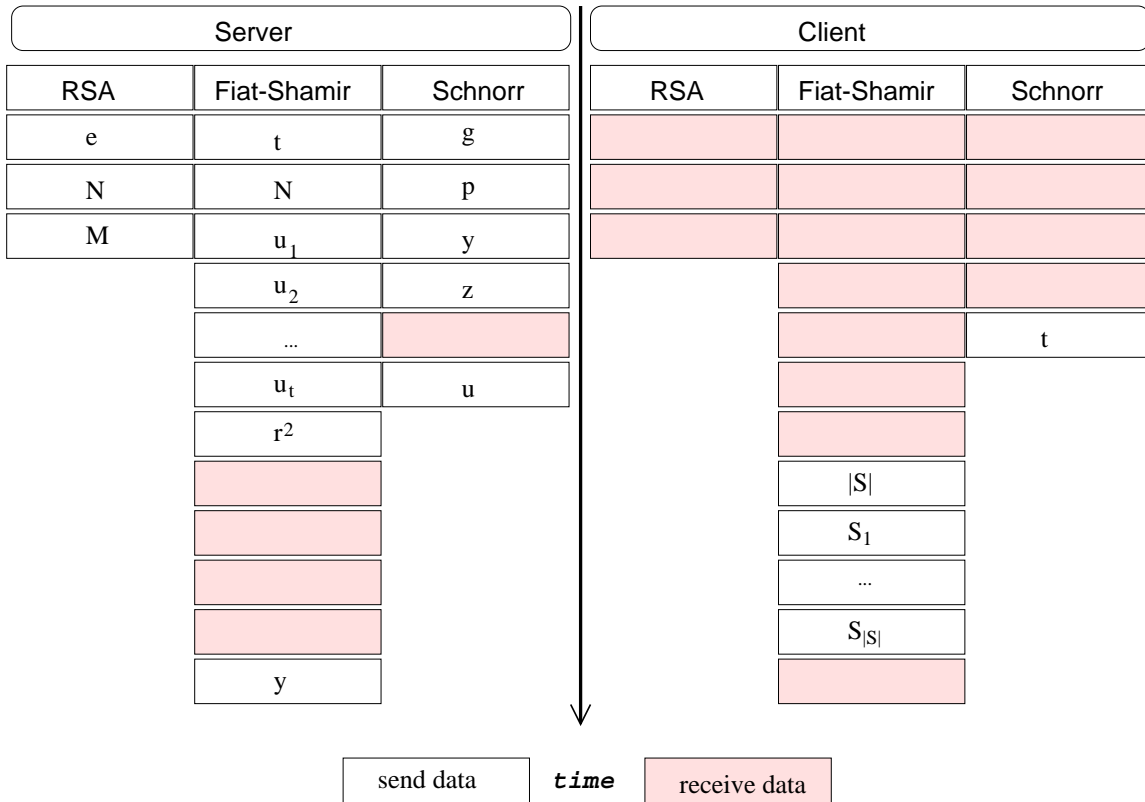 Server Client
RSA Fiat-Shamir Schnorr RSA Fiat-Shamir Schnorr
e t g
N N p
M u1 y
u2 z
... t
ut u
r2
|S|
S1
...
S|S|
y
send data time receive data